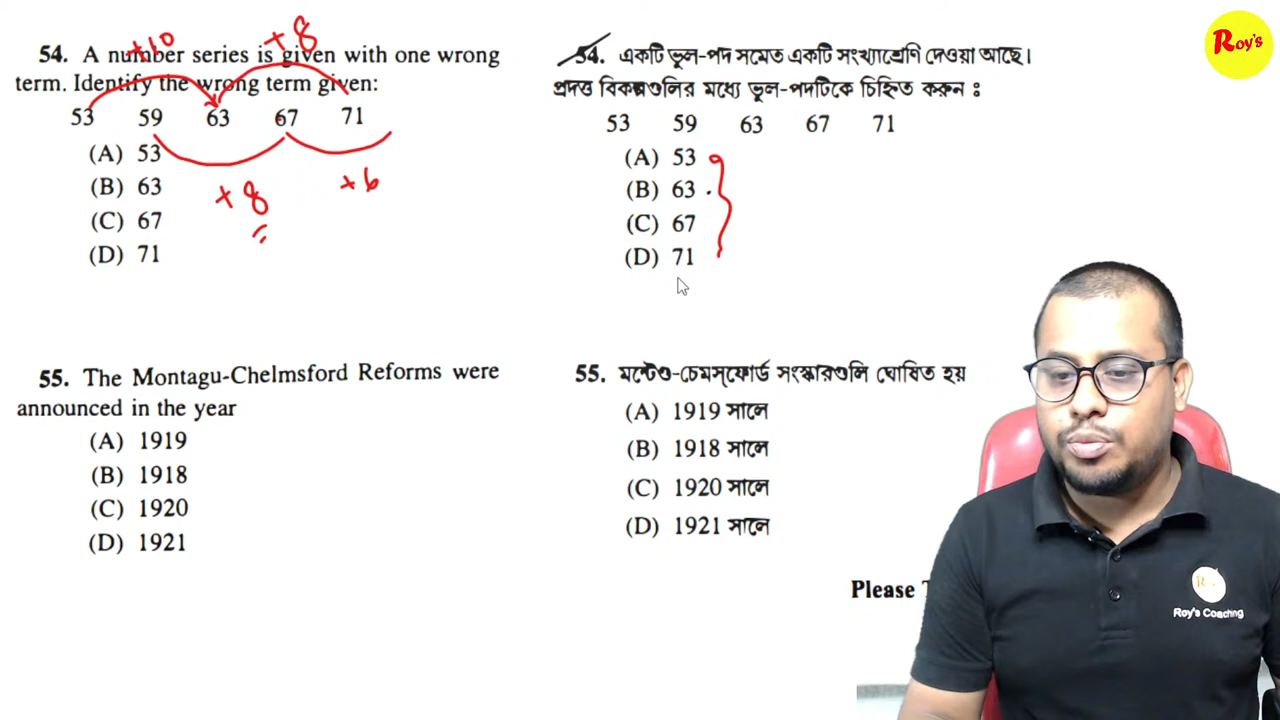 54. A number series is given with one wrong
term. Identify the wrong term given:
+10 +8
53 59 63 67 71
(A) 53
(B) 63
(C) 67
(D) 71
+8 +6
55. The Montagu-Chelmsford Reforms were
announced in the year
(A) 1919
(B) 1918
(C) 1920
(D) 1921
54. একটি ভুল-পদ সমেত একটি সংখ্যাশ্রেণি দেওয়া আছে।
প্রদত্ত বিকল্পগুলির মধ্যে ভুল-পদটিকে চিহ্নিত করুন :
53 59 63 67 71
(A) 53
(B) 63
(C) 67
(D) 71
55. মন্টেগু-চেমস্‌ফোর্ড সংস্কারগুলি ঘোষিত হয়
(A) 1919 সালে
(B) 1918 সালে
(C) 1920 সালে
(D) 1921 সালে
Please
Roy's
Roy's Coaching